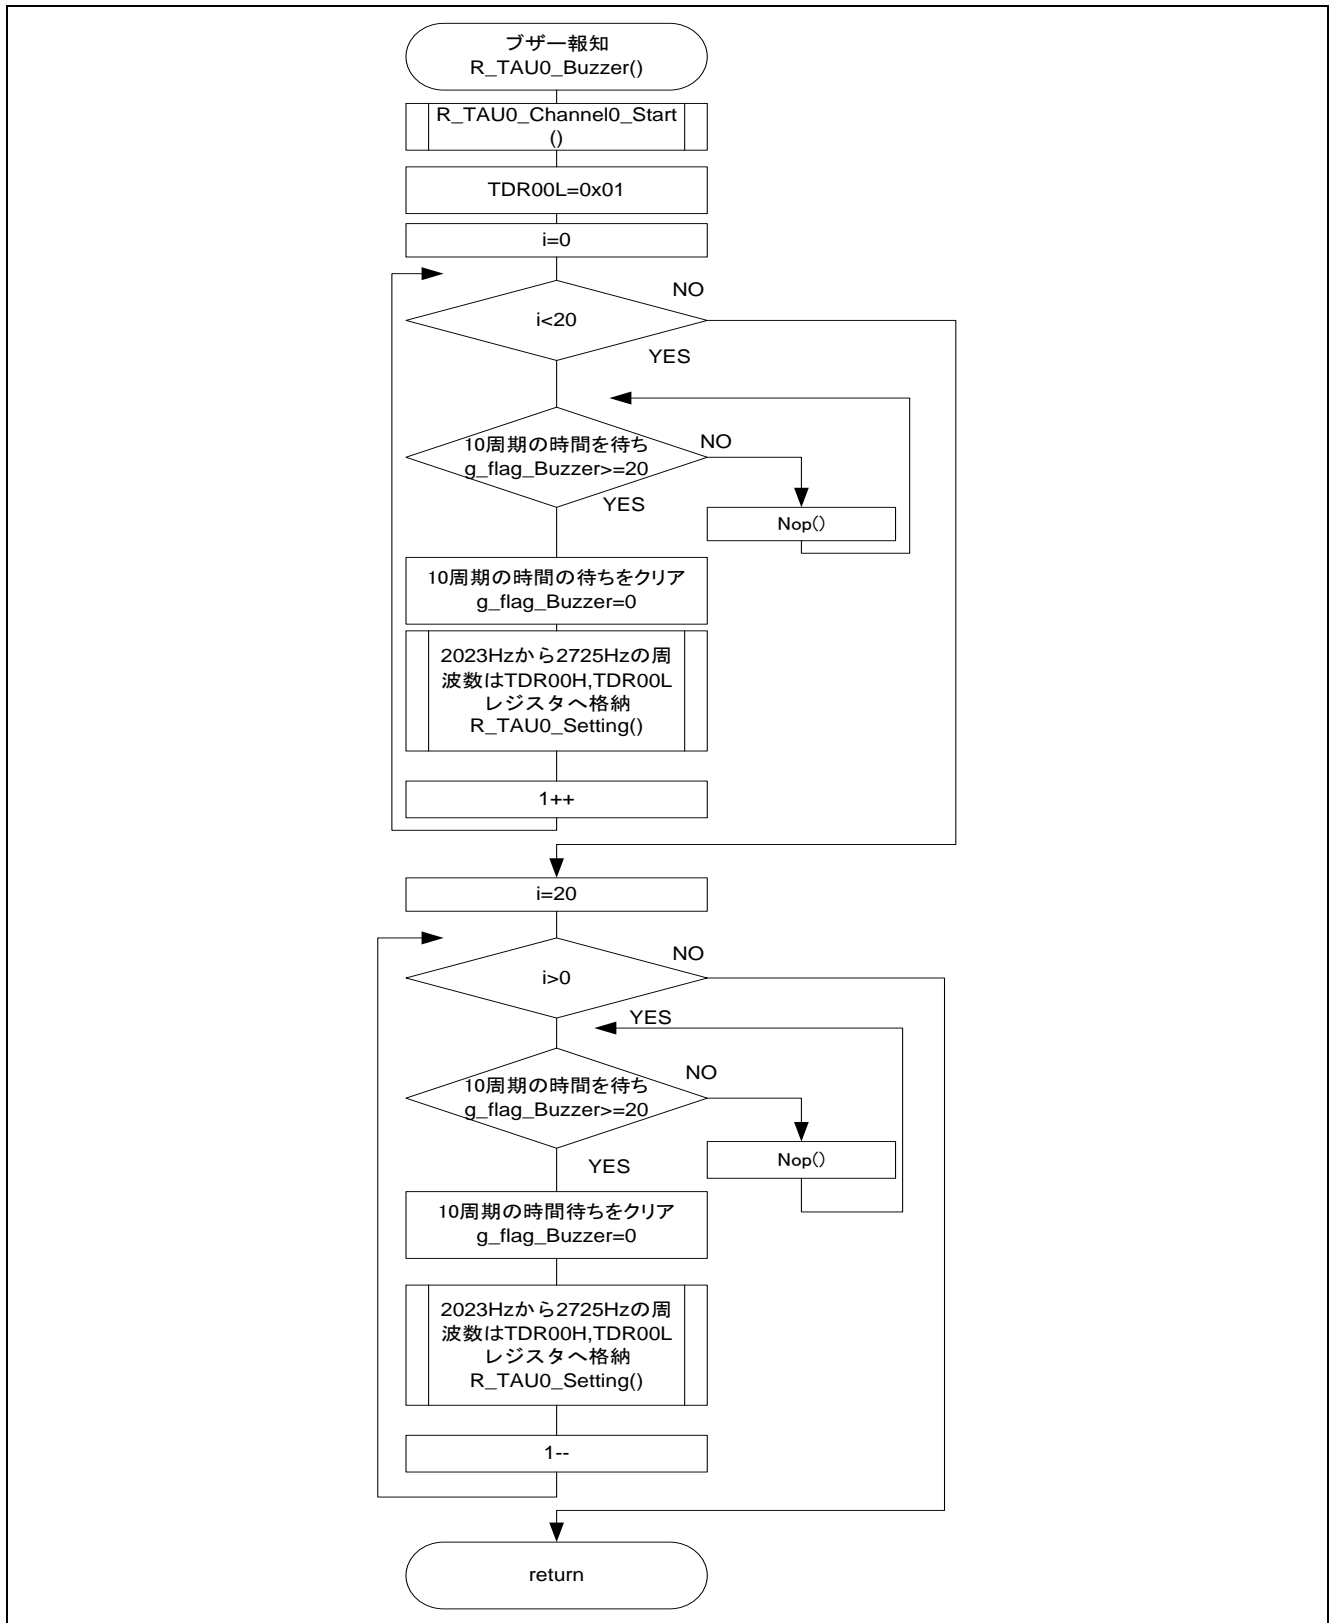 ブザー報知
R_TAU0_Buzzer()
R_TAU0_Channel0_Start
()
TDR00L=0x01
i=0
NO
i<20
YES
10周期の時間を待ち
g_flag_Buzzer>=20
NO
YES
Nop()
10周期の時間の待ちをクリア
g_flag_Buzzer=0
2023Hzから2725Hzの周
波数はTDR00H,TDR00L
レジスタへ格納
R_TAU0_Setting()
1++
i=20
NO
i>0
YES
10周期の時間を待ち
g_flag_Buzzer>=20
NO
Nop()
YES
10周期の時間待ちをクリア
g_flag_Buzzer=0
2023Hzから2725Hzの周
波数はTDR00H,TDR00L
レジスタへ格納
R_TAU0_Setting()
1--
return